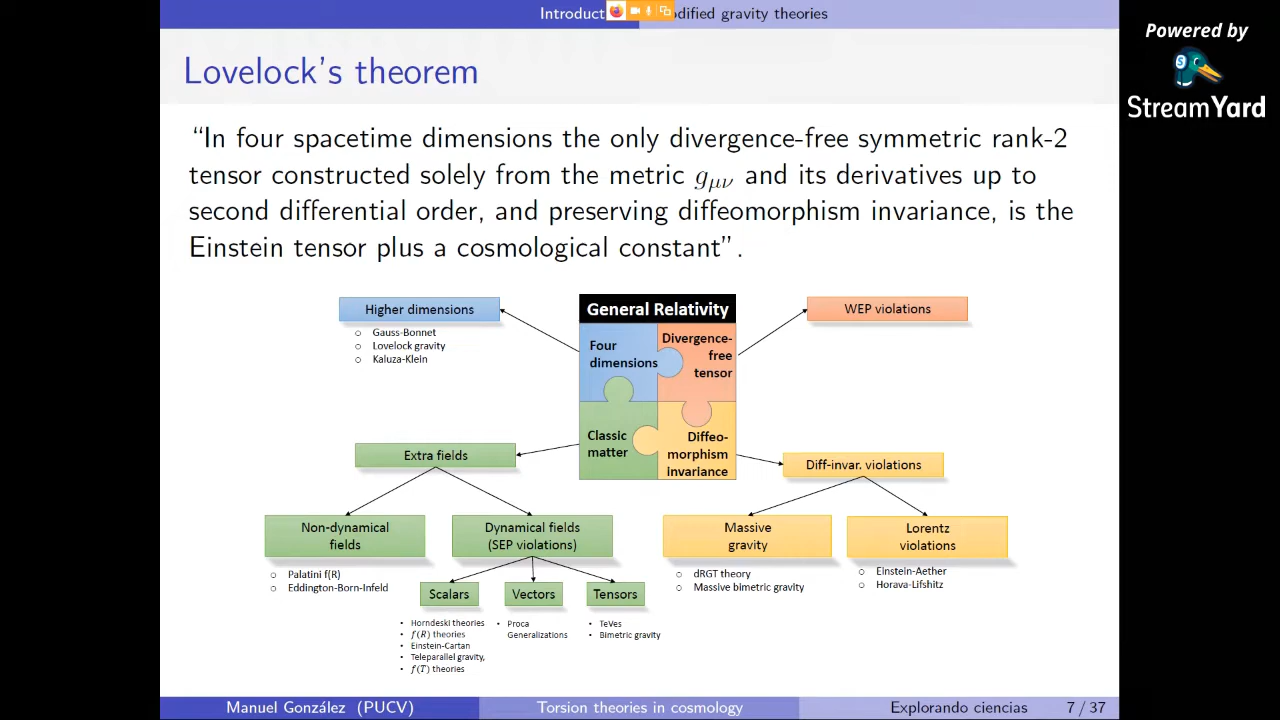 Introduct
odified gravity theories
Powered by
StreamYard
Lovelock's theorem
“In four spacetime dimensions the only divergence-free symmetric rank-2
tensor constructed solely from the metric gμν and its derivatives up to
second differential order, and preserving diffeomorphism invariance, is the
Einstein tensor plus a cosmological constant”.
General Relativity
Four
dimensions
Divergence-
free
tensor
Classic
matter
Diffeo-
morphism
invariance
Higher dimensions
○ Gauss-Bonnet
○ Lovelock gravity
○ Kaluza-Klein
WEP violations
Extra fields
Non-dynamical
fields
○ Palatini f(R)
○ Eddington-Born-Infeld
Dynamical fields
(SEP violations)
Scalars
• Horndeski theories
• f(R) theories
• Einstein-Cartan
• Teleparallel gravity,
• f(T) theories
Vectors
• Proca
Generalizations
Tensors
• TeVes
• Bimetric gravity
Diff-invar. violations
Massive
gravity
○ dRGT theory
○ Massive bimetric gravity
Lorentz
violations
○ Einstein-Aether
○ Horava-Lifshitz
Manuel González (PUCV)
Torsion theories in cosmology
Explorando ciencias
7 / 37